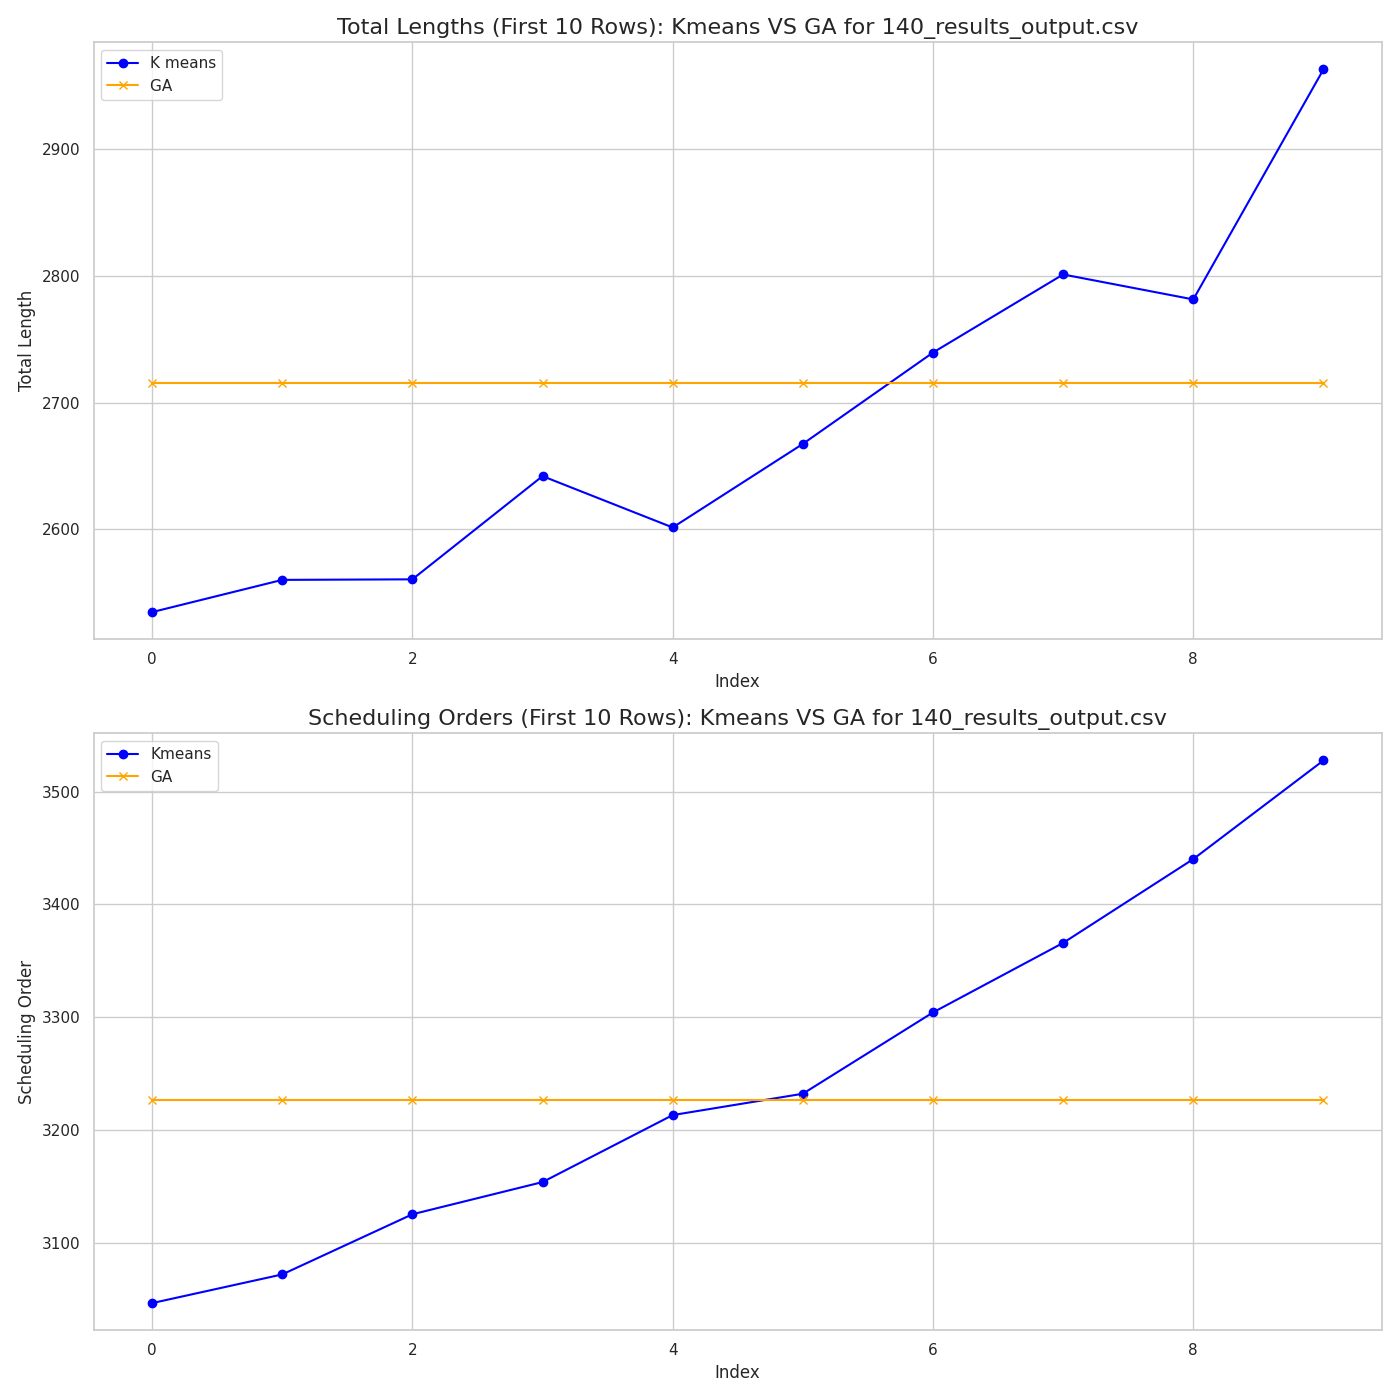 Total Lengths (First 10 Rows): Kmeans VS GA for 140_results_output.csv
K means
GA
2900
2800
2700
2600
Total Length
0 2 4 6 8
Index
Scheduling Orders (First 10 Rows): Kmeans VS GA for 140_results_output.csv
Kmeans
GA
3500
3400
3300
3200
3100
Scheduling Order
0 2 4 6 8
Index